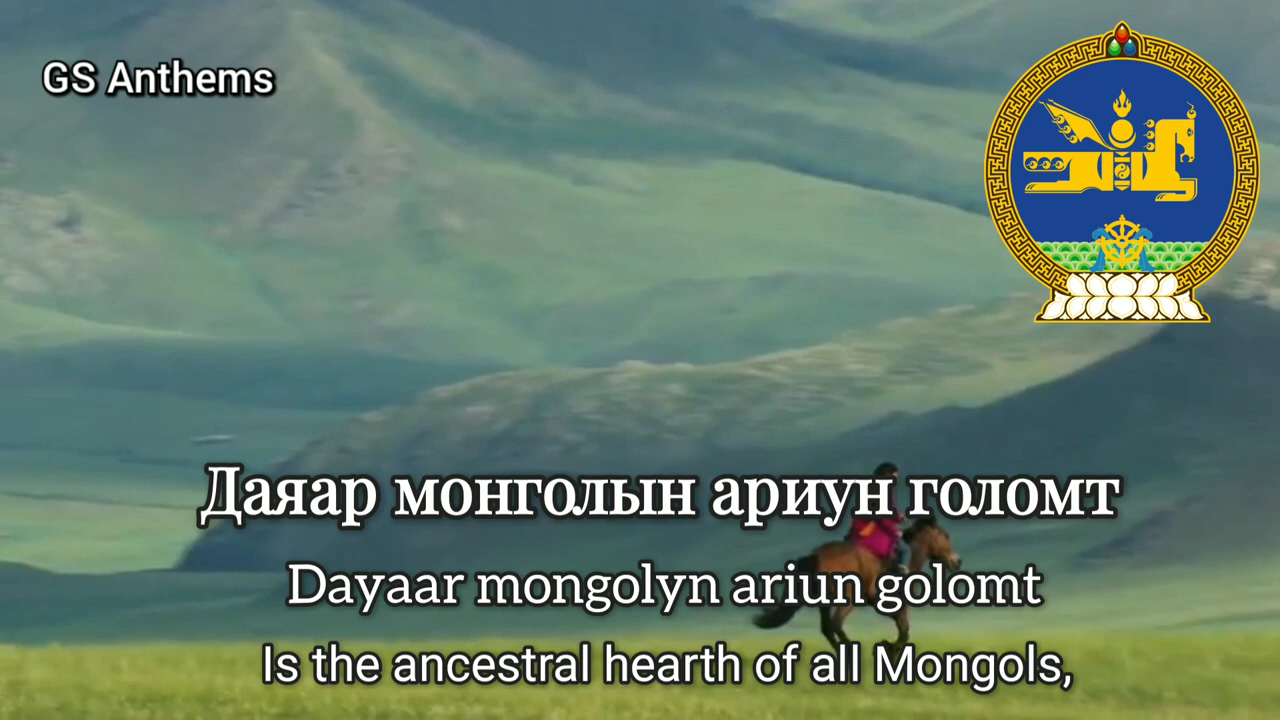 GS Anthems
Даяар монголын ариун голомт
Dayaar mongolyn ariun golomt
Is the ancestral hearth of all Mongols,